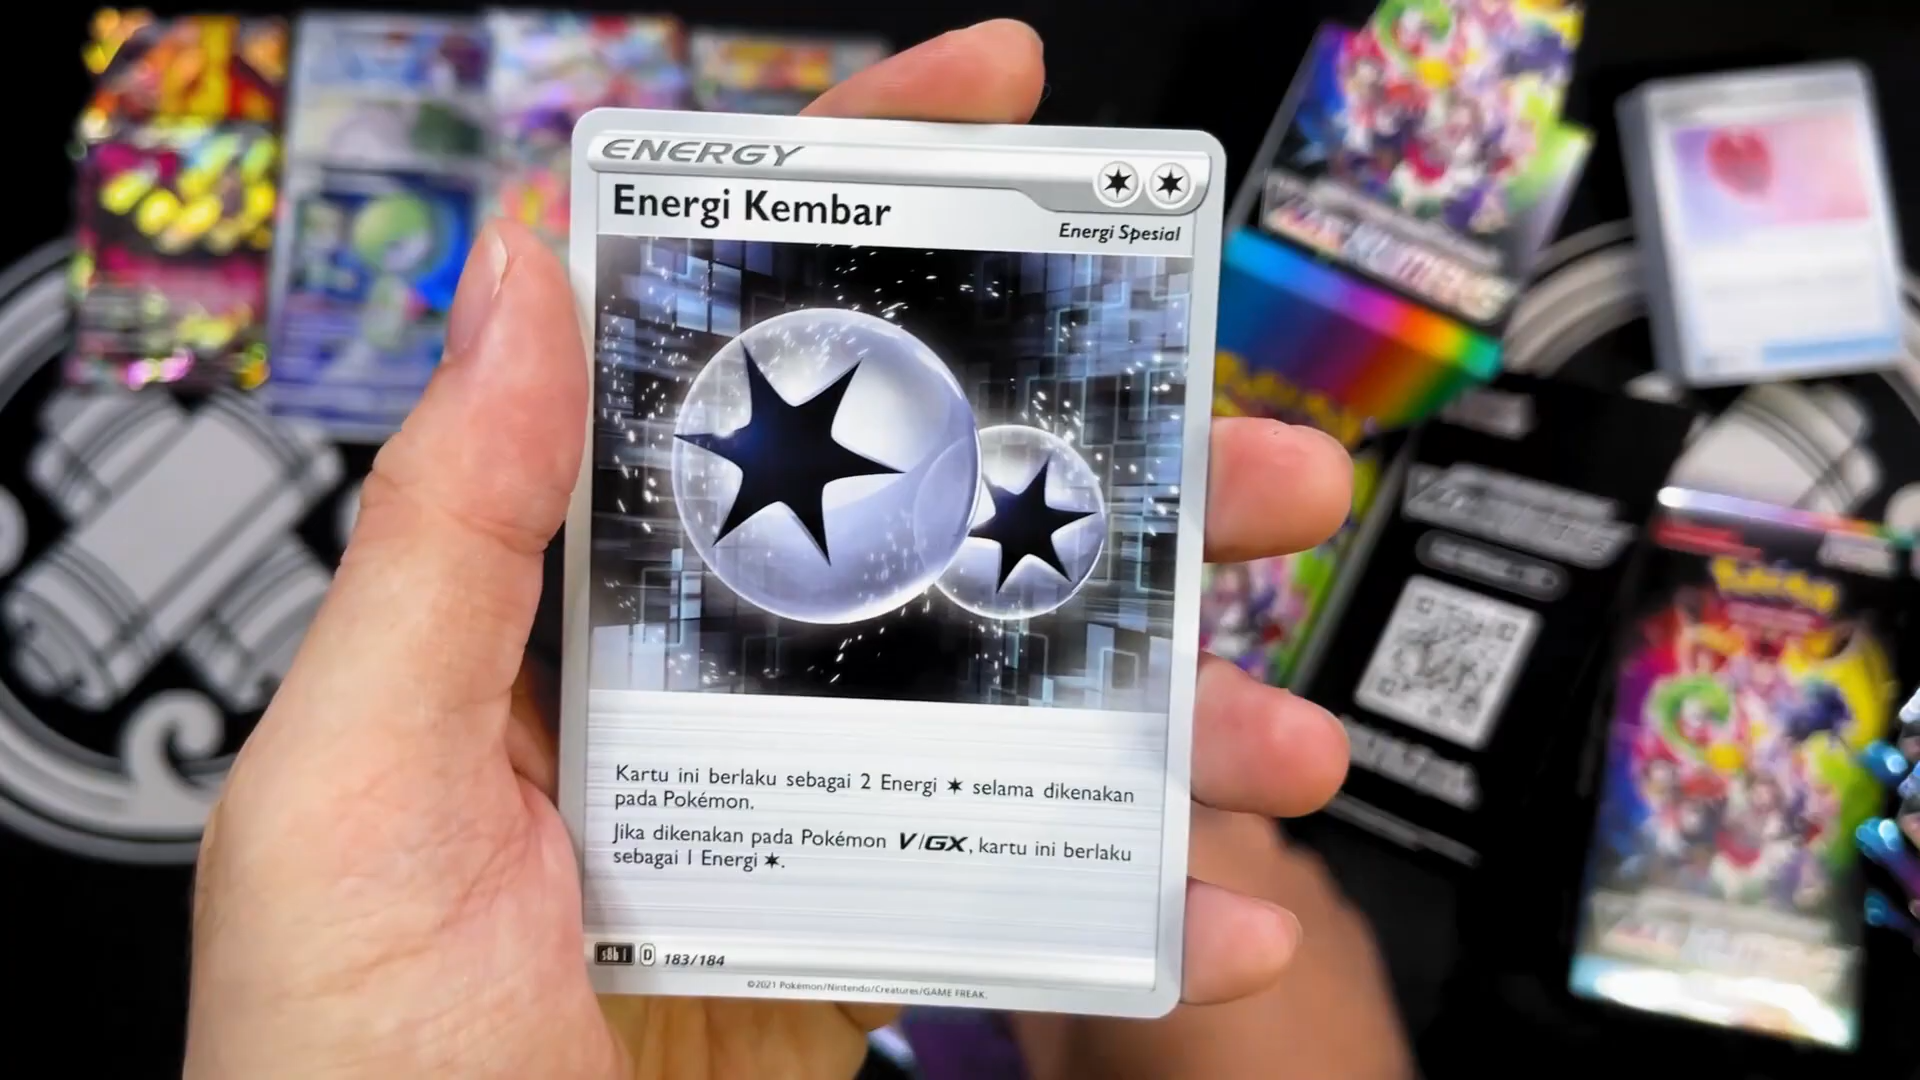 ENERGY
Energi Kembar
Energi Spesial
Kartu ini berlaku sebagai 2 Energi ✶ selama dikenakan
pada Pokémon.
Jika dikenakan pada Pokémon V/GX, kartu ini berlaku
sebagai 1 Energi ✶.
s8b I D 183/184
©2021 Pokémon/Nintendo/Creatures/GAME FREAK.
Pokémon